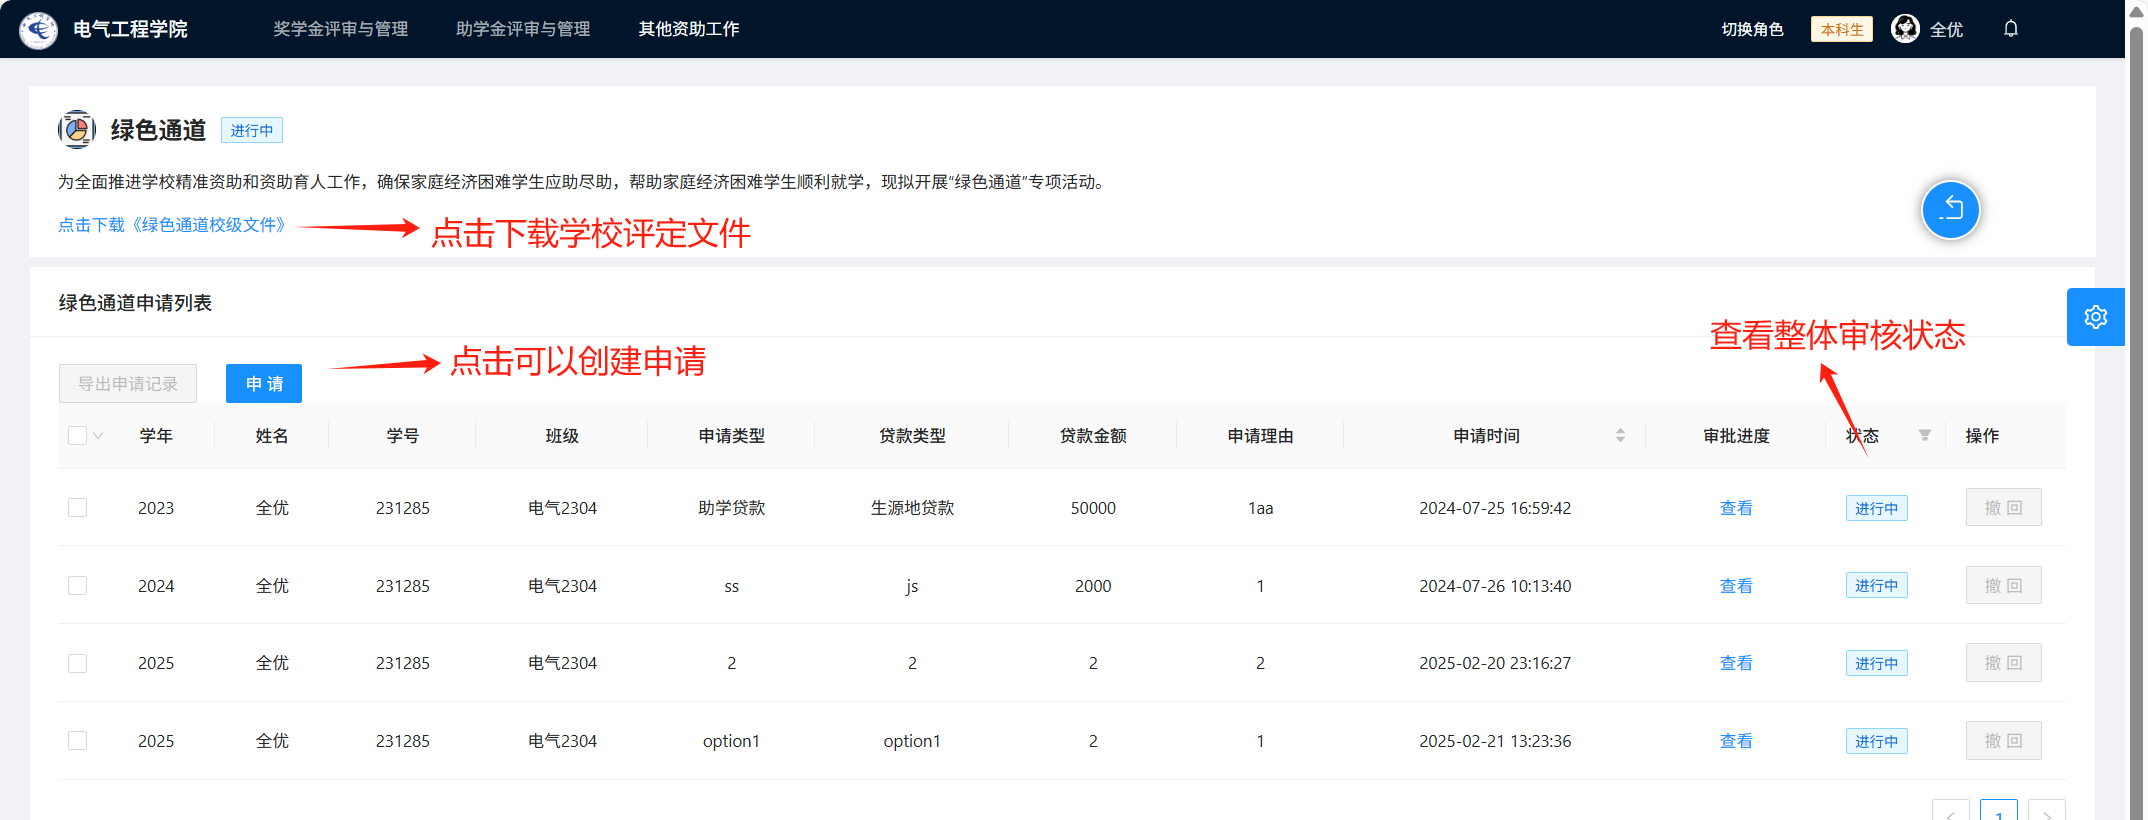 电气工程学院 奖学金评审与管理 助学金评审与管理 其他资助工作 切换角色 本科生 全优
绿色通道 进行中
为全面推进学校精准资助和资助育人工作，确保家庭经济困难学生应助尽助，帮助家庭经济困难学生顺利就学，现拟开展“绿色通道”专项活动。
点击下载《绿色通道校级文件》 点击下载学校评定文件
绿色通道申请列表
查看整体审核状态
点击可以创建申请
导出申请记录 申 请
学年 姓名 学号 班级 申请类型 贷款类型 贷款金额 申请理由 申请时间 审批进度 状态 操作
2023 全优 231285 电气2304 助学贷款 生源地贷款 50000 1aa 2024-07-25 16:59:42 查看 进行中 撤 回
2024 全优 231285 电气2304 ss js 2000 1 2024-07-26 10:13:40 查看 进行中 撤 回
2025 全优 231285 电气2304 2 2 2 2 2025-02-20 23:16:27 查看 进行中 撤 回
2025 全优 231285 电气2304 option1 option1 2 1 2025-02-21 13:23:36 查看 进行中 撤 回
1